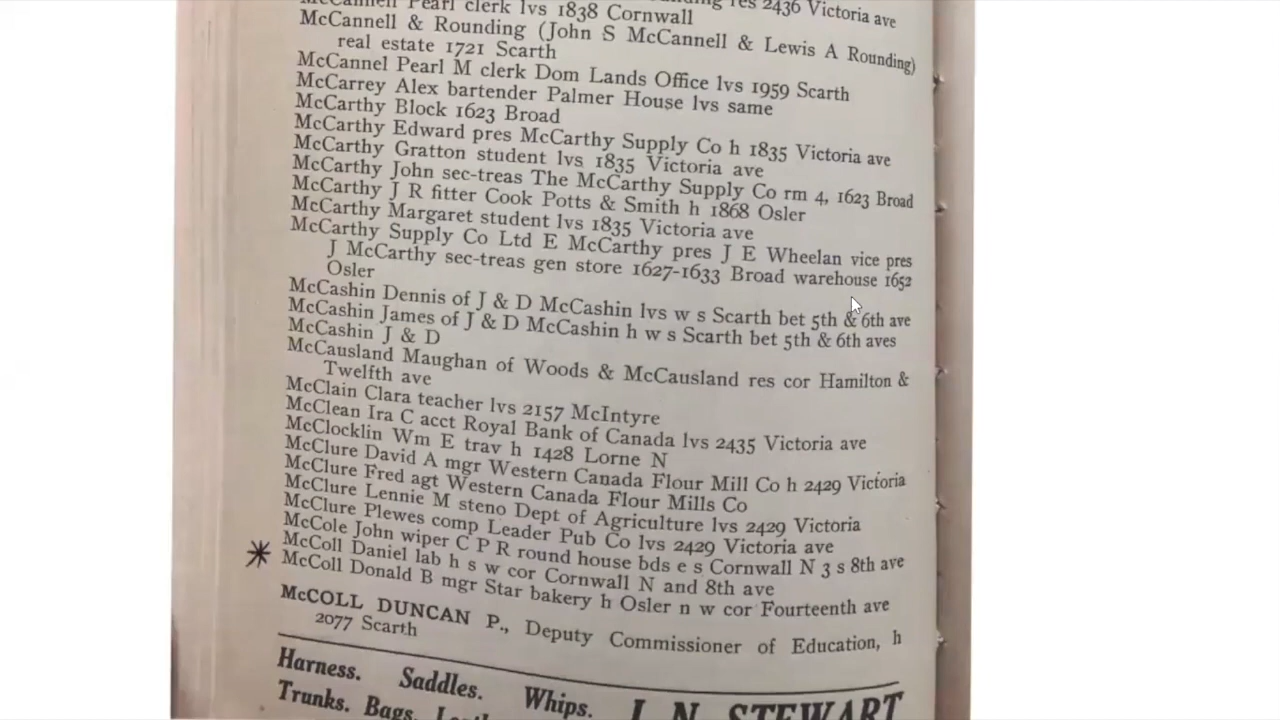 Pearl clerk lvs 1838 Cornwall res 2436 Victoria ave
McCannell & Rounding (John S McCannell & Lewis A Rounding)
real estate 1721 Scarth
McCannel Pearl M clerk Dom Lands Office lvs 1959 Scarth
McCarrey Alex bartender Palmer House lvs same
McCarthy Block 1623 Broad
McCarthy Edward pres McCarthy Supply Co h 1835 Victoria ave
McCarthy Gratton student lvs 1835 Victoria ave
McCarthy John sec-treas The McCarthy Supply Co rm 4, 1623 Broad
McCarthy J R fitter Cook Potts & Smith h 1868 Osler
McCarthy Margaret student lvs 1835 Victoria ave
McCarthy Supply Co Ltd E McCarthy pres J E Wheelan vice pres
J McCarthy sec-treas gen store 1627-1633 Broad warehouse 1652
Osler
McCashin Dennis of J & D McCashin lvs w s Scarth bet 5th & 6th ave
McCashin James of J & D McCashin h w s Scarth bet 5th & 6th aves
McCashin J & D
McCausland Maughan of Woods & McCausland res cor Hamilton &
Twelfth ave
McClain Clara teacher lvs 2157 McIntyre
McClean Ira C acct Royal Bank of Canada lvs 2435 Victoria ave
McClocklin Wm E trav h 1428 Lorne N
McClure David A mgr Western Canada Flour Mill Co h 2429 Victoria
McClure Fred agt Western Canada Flour Mills Co
McClure Lennie M steno Dept of Agriculture lvs 2429 Victoria
McClure Plewes comp Leader Pub Co lvs 2429 Victoria ave
McCole John wiper C P R round house bds e s Cornwall N 3 s 8th ave
McColl Daniel lab h s w cor Cornwall N and 8th ave
McColl Donald B mgr Star bakery h Osler n w cor Fourteenth ave
McCOLL DUNCAN P., Deputy Commissioner of Education, h
2077 Scarth
Harness. Saddles. Whips.
Trunks. Bags. J. N. STEWART